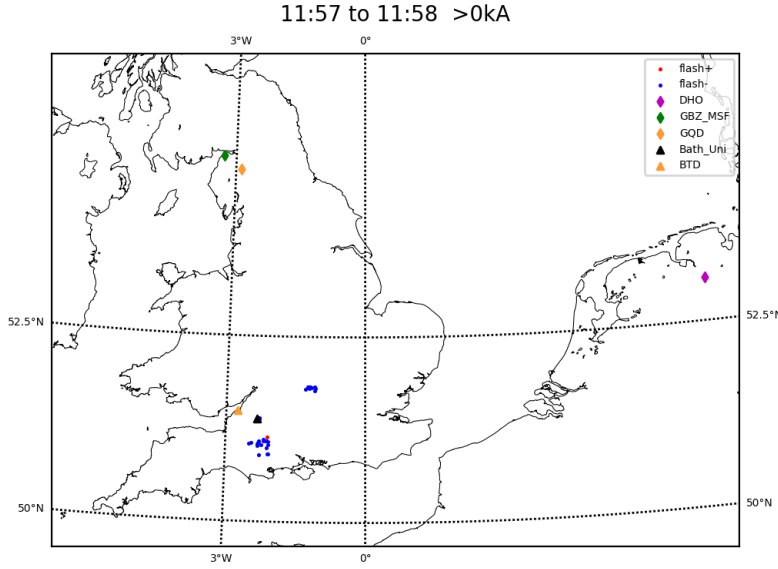 11:57 to 11:58 >0kA
3°W 0°
flash+
flash-
DHO
GBZ_MSF
GQD
Bath_Uni
BTD
52.5°N 52.5°N
50°N 50°N
3°W 0°